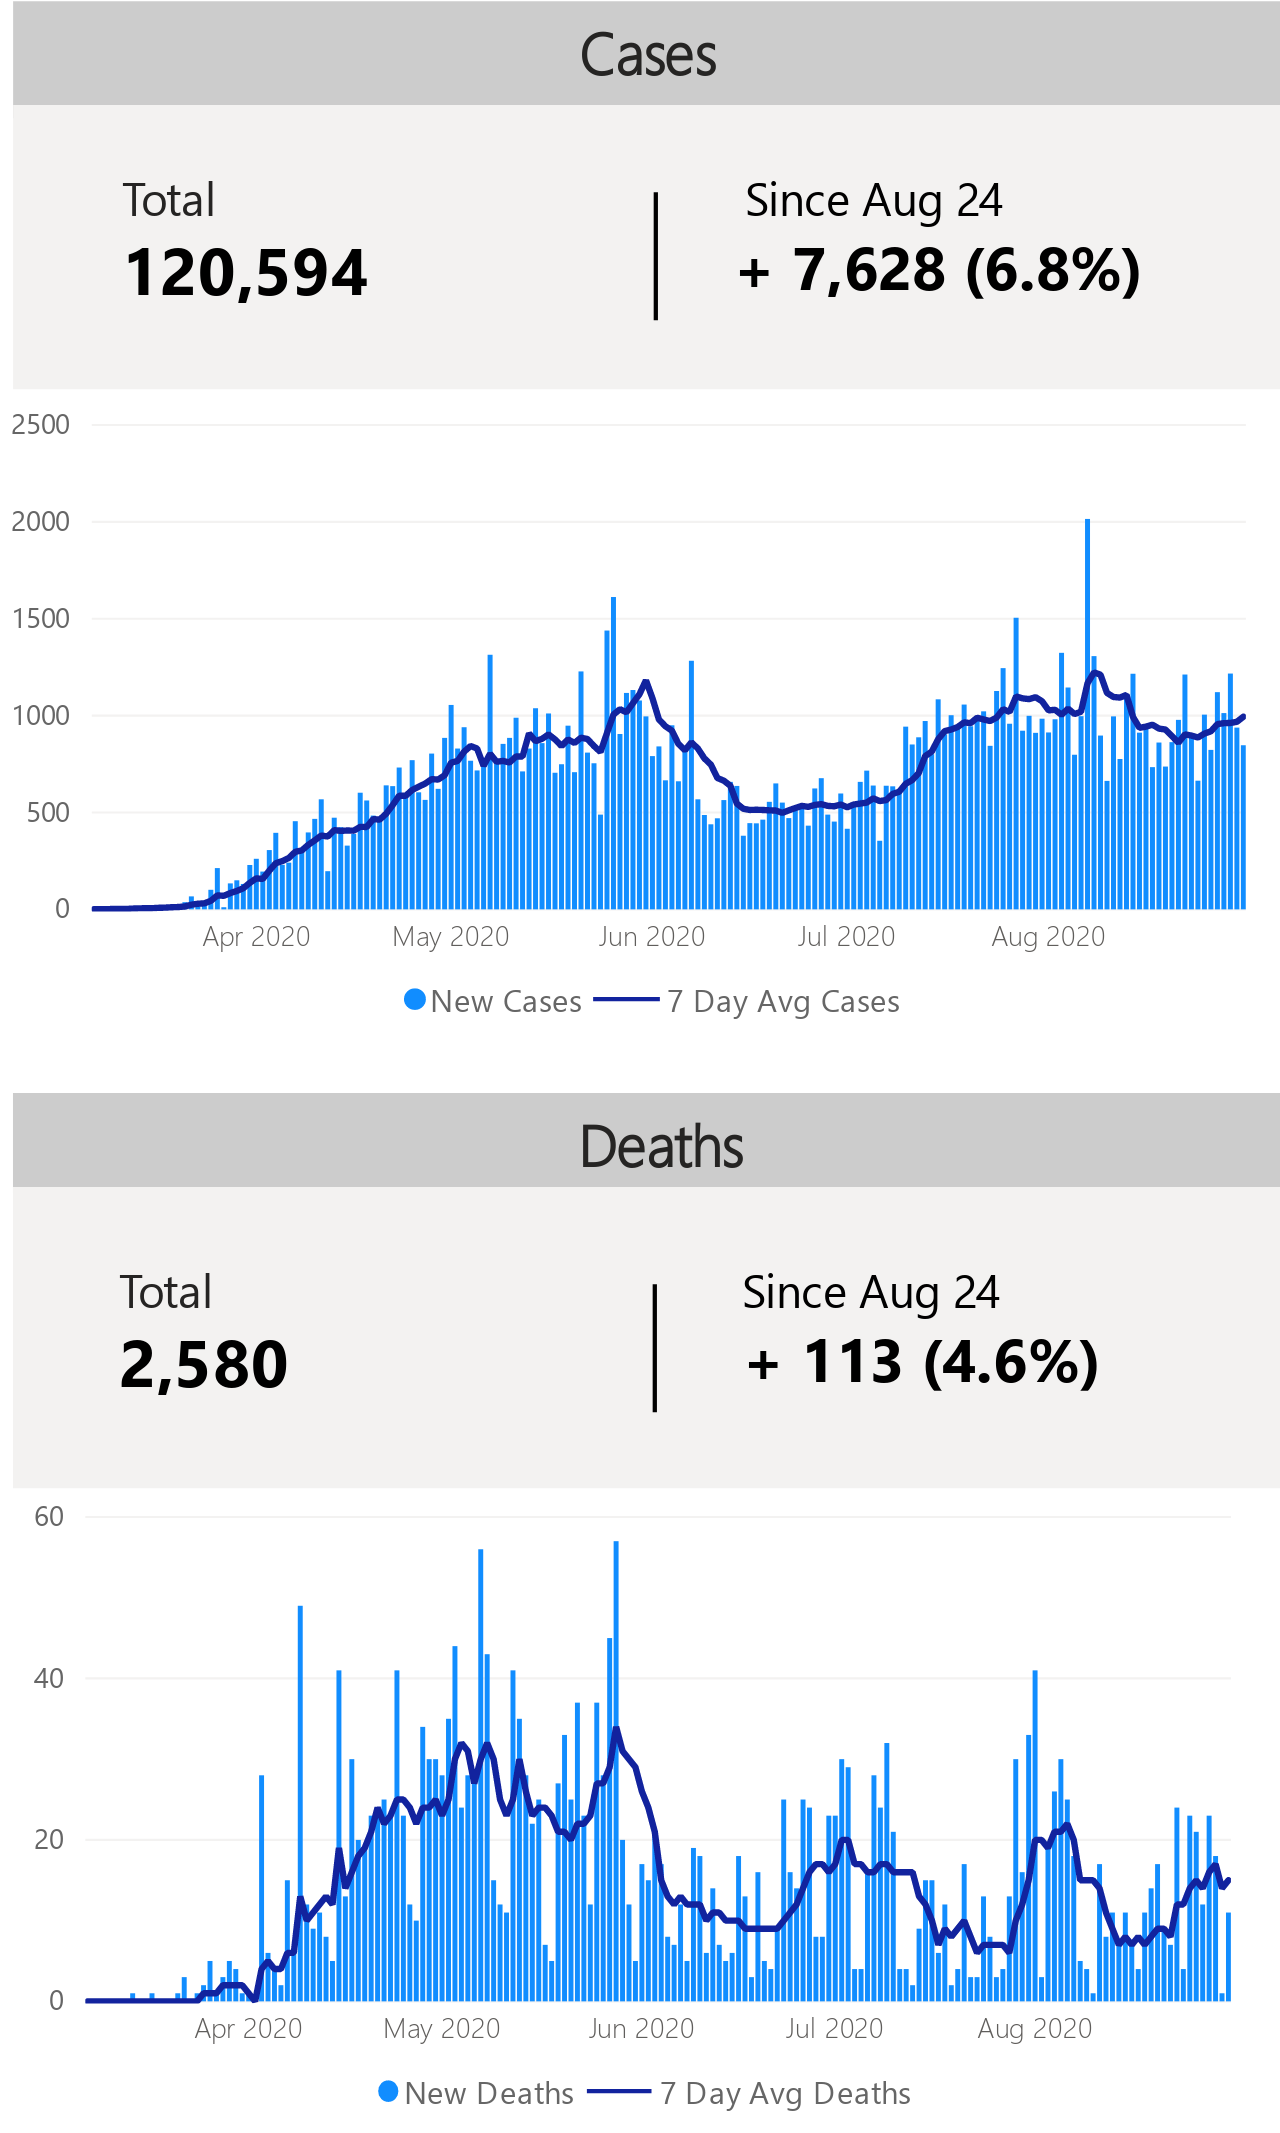 Cases
Total
Since Aug 24
120,594
+ 7,628 (6.8%)
2500
2000
1500
1000
500
0
Apr 2020
May 2020
Jun 2020
Jul 2020
Aug 2020
New Cases
7 Day Avg Cases
Deaths
Total
Since Aug 24
2,580
+ 113 (4.6%)
60
40
20
0
Apr 2020
May 2020
Jun 2020
Jul 2020
Aug 2020
New Deaths
7 Day Avg Deaths